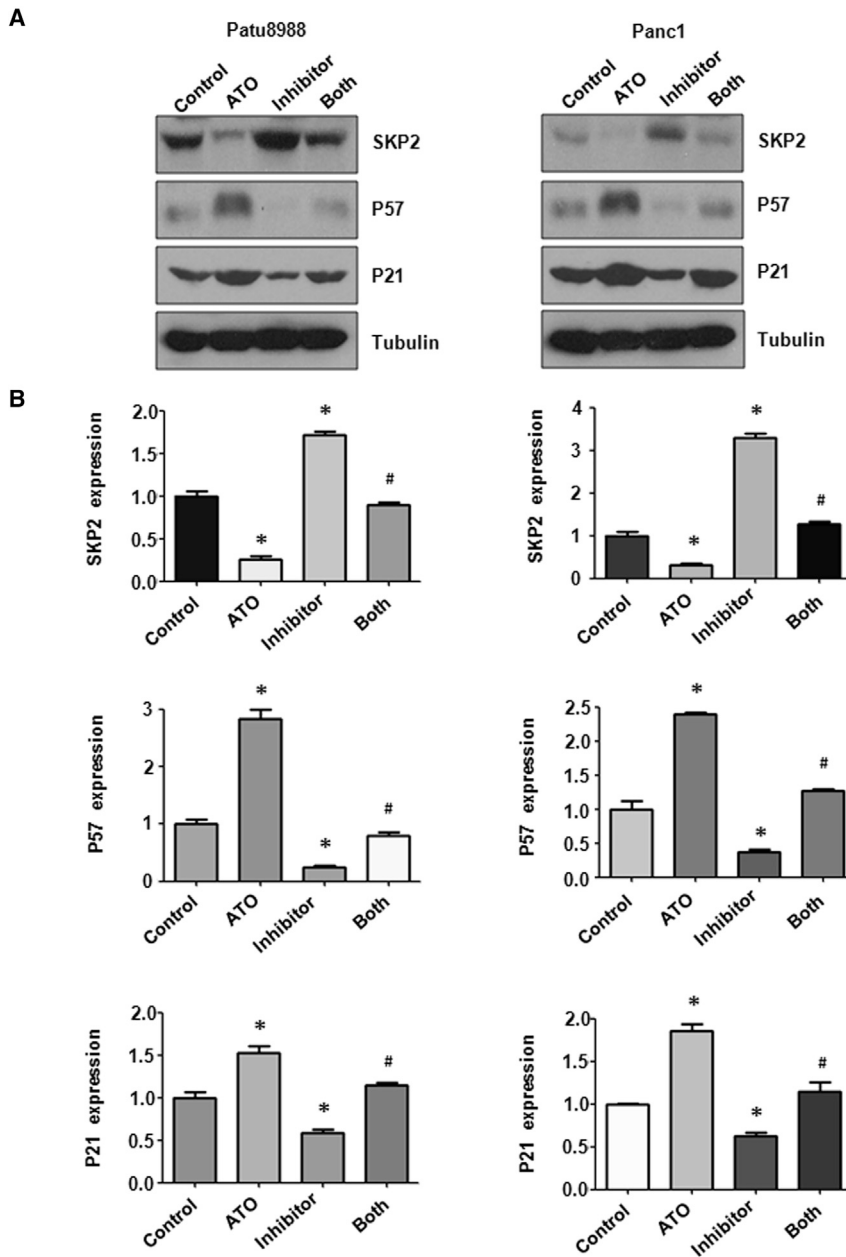 A
Patu8988
Panc1
Control ATO Inhibitor Both
Control ATO Inhibitor Both
SKP2
SKP2
P57
P57
P21
P21
Tubulin
Tubulin
B
SKP2 expression
2.0
1.5
1.0
0.5
0.0
*
*
#
Control ATO Inhibitor Both
SKP2 expression
4
3
2
1
0
*
*
#
Control ATO Inhibitor Both
P57 expression
3
2
1
0
*
*
#
Control ATO Inhibitor Both
P57 expression
2.5
2.0
1.5
1.0
0.5
0.0
*
*
#
Control ATO Inhibitor Both
P21 expression
2.0
1.5
1.0
0.5
0.0
*
*
#
Control ATO Inhibitor Both
P21 expression
2.0
1.5
1.0
0.5
0.0
*
*
#
Control ATO Inhibitor Both